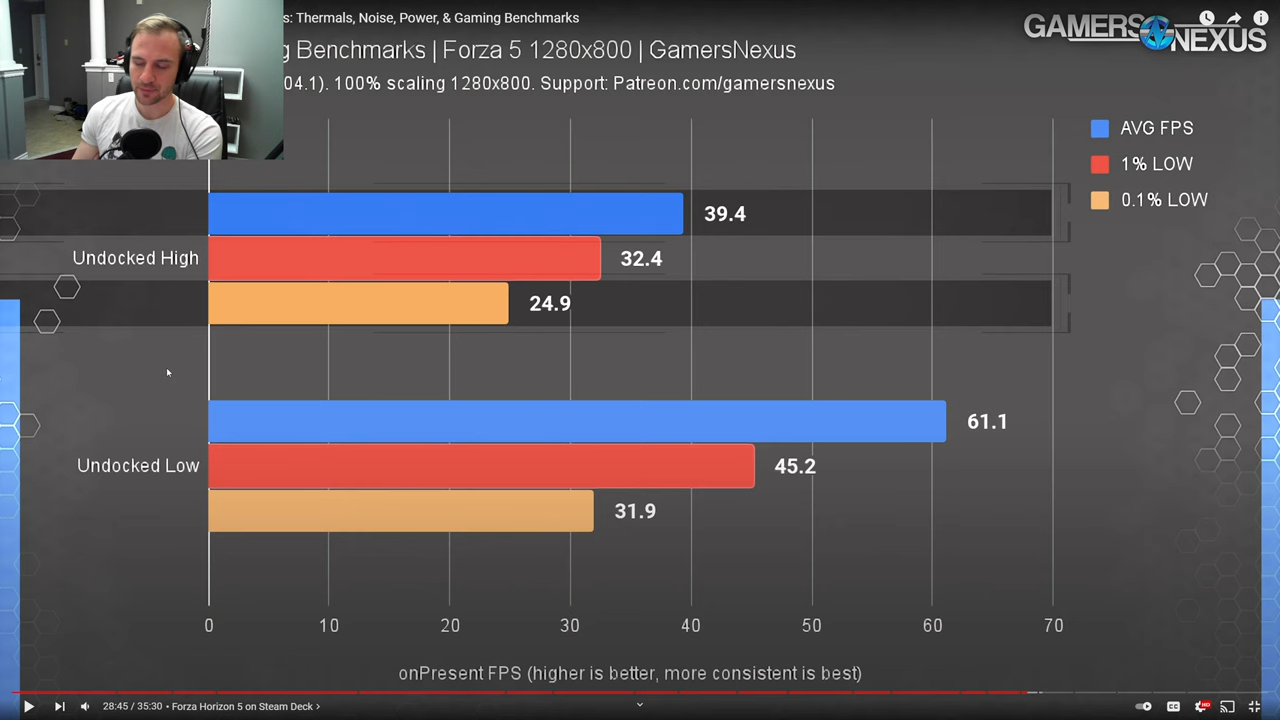 s: Thermals, Noise, Power, & Gaming Benchmarks
GAMERS NEXUS
g Benchmarks | Forza 5 1280x800 | GamersNexus
04.1). 100% scaling 1280x800. Support: Patreon.com/gamersnexus
AVG FPS
1% LOW
0.1% LOW
39.4
Undocked High
32.4
24.9
61.1
Undocked Low
45.2
31.9
0 10 20 30 40 50 60 70
onPresent FPS (higher is better, more consistent is best)
28:45 / 35:30 • Forza Horizon 5 on Steam Deck >
CC
HD